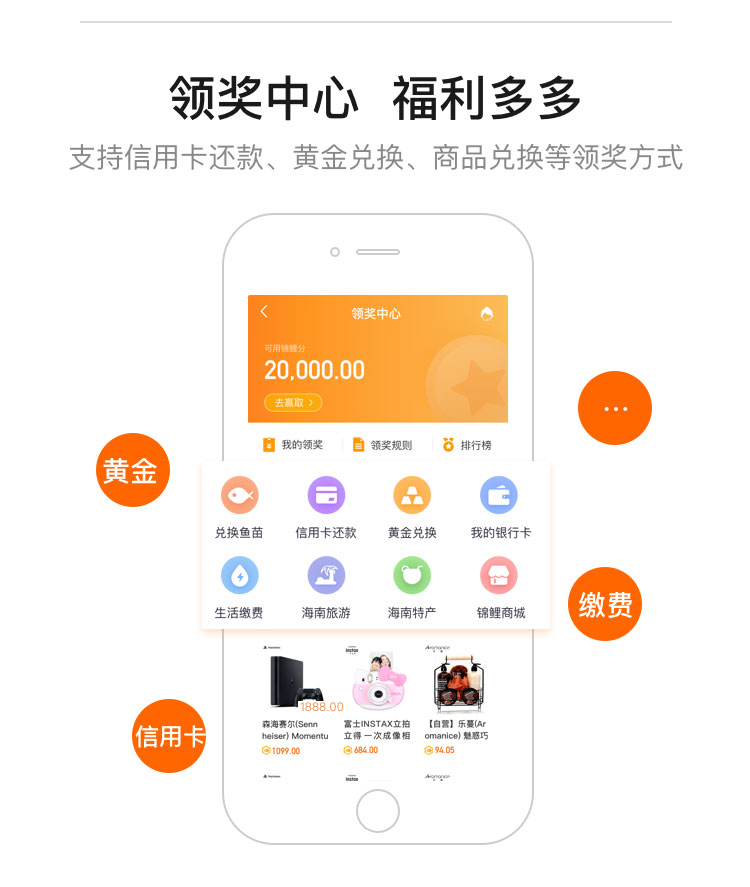 领奖中心 福利多多
支持信用卡还款、黄金兑换、商品兑换等领奖方式
领奖中心
可用锦鲤分
20,000.00
去赢取
...
我的领奖 领奖规则 排行榜
黄金
兑换鱼苗 信用卡还款 黄金兑换 我的银行卡
生活缴费 海南旅游 海南特产 锦鲤商城
缴费
instax
Aromanice
1888.00
信用卡
森海赛尔(Senn 富士INSTAX立拍 【自营】乐蔓(Ar
heiser) Momentu 立得 一次成像相 omanice) 魅惑巧
1099.00 684.00 94.05
instax
Aromanice